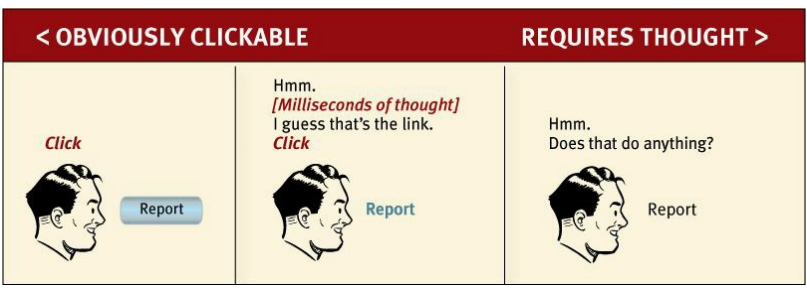 < OBVIOUSLY CLICKABLE
REQUIRES THOUGHT >
Click
Report
Hmm.
[Milliseconds of thought]
I guess that's the link.
Click
Report
Hmm.
Does that do anything?
Report